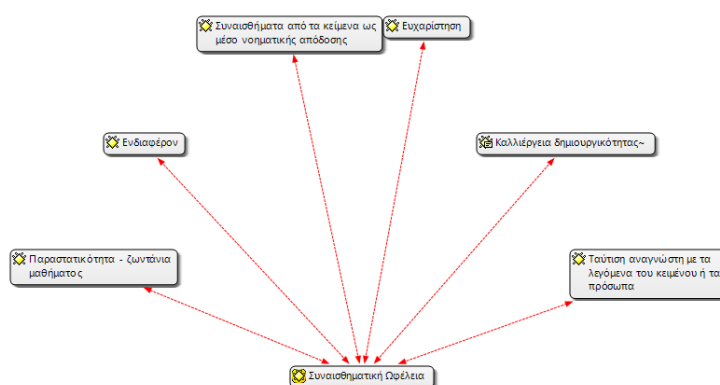 Συναισθήματα από τα κείμενα ως
μέσο νοηματικής απόδοσης
Ευχαρίστηση
Ενδιαφέρον
Καλλιέργεια δημιουργικότητας~
Παραστατικότητα - ζωντάνια
μαθήματος
Ταύτιση αναγνώστη με τα
λεγόμενα του κειμένου ή τα
πρόσωπα
Συναισθηματική Ωφέλεια